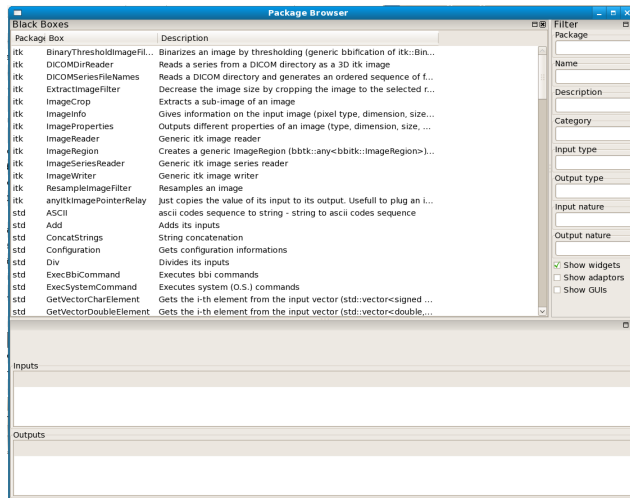 Package Browser
Black Boxes
Package Box Description
itk BinaryThresholdImageFil... Binarizes an image by thresholding (generic bbification of itk::Bin...
itk DICOMDirReader Reads a series from a DICOM directory as a 3D itk image
itk DICOMSeriesFileNames Reads a DICOM directory and generates an ordered sequence of f...
itk ExtractImageFilter Decrease the image size by cropping the image to the selected r...
itk ImageCrop Extracts a sub-image of an image
itk ImageInfo Gives information on the input image (pixel type, dimension, size...
itk ImageProperties Outputs different properties of an image (type, dimension, size, ...
itk ImageReader Generic itk image reader
itk ImageRegion Creates a generic ImageRegion (bbtk::any<bbitk::ImageRegion>)...
itk ImageSeriesReader Generic itk image series reader
itk ImageWriter Generic itk image writer
itk ResampleImageFilter Resamples an image
itk anyItkImagePointerRelay Just copies the value of its input to its output. Usefull to plug an i...
std ASCII ascii codes sequence to string - string to ascii codes sequence
std Add Adds its inputs
std ConcatStrings String concatenation
std Configuration Gets configuration informations
std Div Divides its inputs
std ExecBbiCommand Executes bbi commands
std ExecSystemCommand Executes system (O.S.) commands
std GetVectorCharElement Gets the i-th element from the input vector (std::vector<signed ...
std GetVectorDoubleElement Gets the i-th element from the input vector (std::vector<double,...
Filter
Package
Name
Description
Category
Input type
Output type
Input nature
Output nature
Show widgets
Show adaptors
Show GUIs
Inputs
Outputs